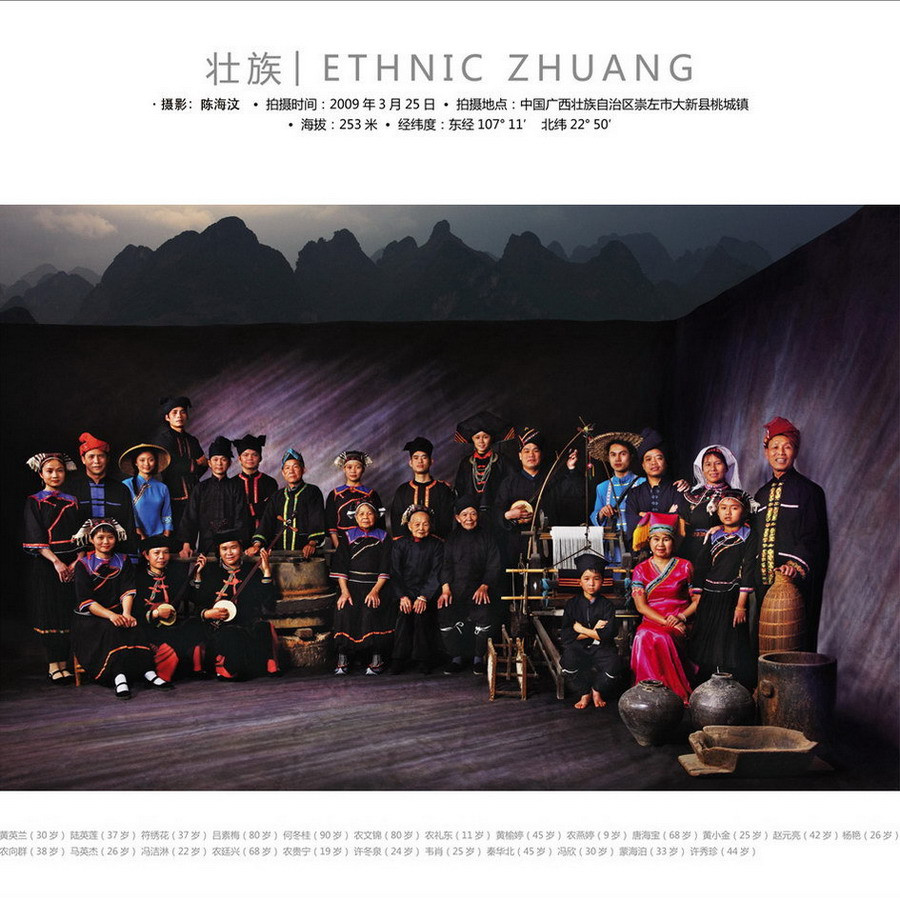 壮族 | ETHNIC ZHUANG
· 摄影：陈海汶 • 拍摄时间：2009 年 3 月 25 日 • 拍摄地点：中国广西壮族自治区崇左市大新县桃城镇
• 海拔：253 米 • 经纬度：东经 107° 11′ 北纬 22° 50′
黄英兰（30 岁） 陆英莲（37 岁） 符绣花（37 岁） 吕素梅（80 岁） 何冬桂（90 岁） 农文锦（80 岁） 农礼东（11 岁） 黄榆婷（45 岁） 农燕婷（9 岁） 唐海宝（68 岁） 黄小金（25 岁） 赵元亮（42 岁） 杨艳（26 岁）
农向群（38 岁） 马英杰（26 岁） 冯洁淋（22 岁） 农廷兴（68 岁） 农贵宁（19 岁） 许冬泉（24 岁） 韦肖（25 岁） 秦华北（45 岁） 冯欣（30 岁） 蒙海泊（33 岁） 许秀珍（44 岁）